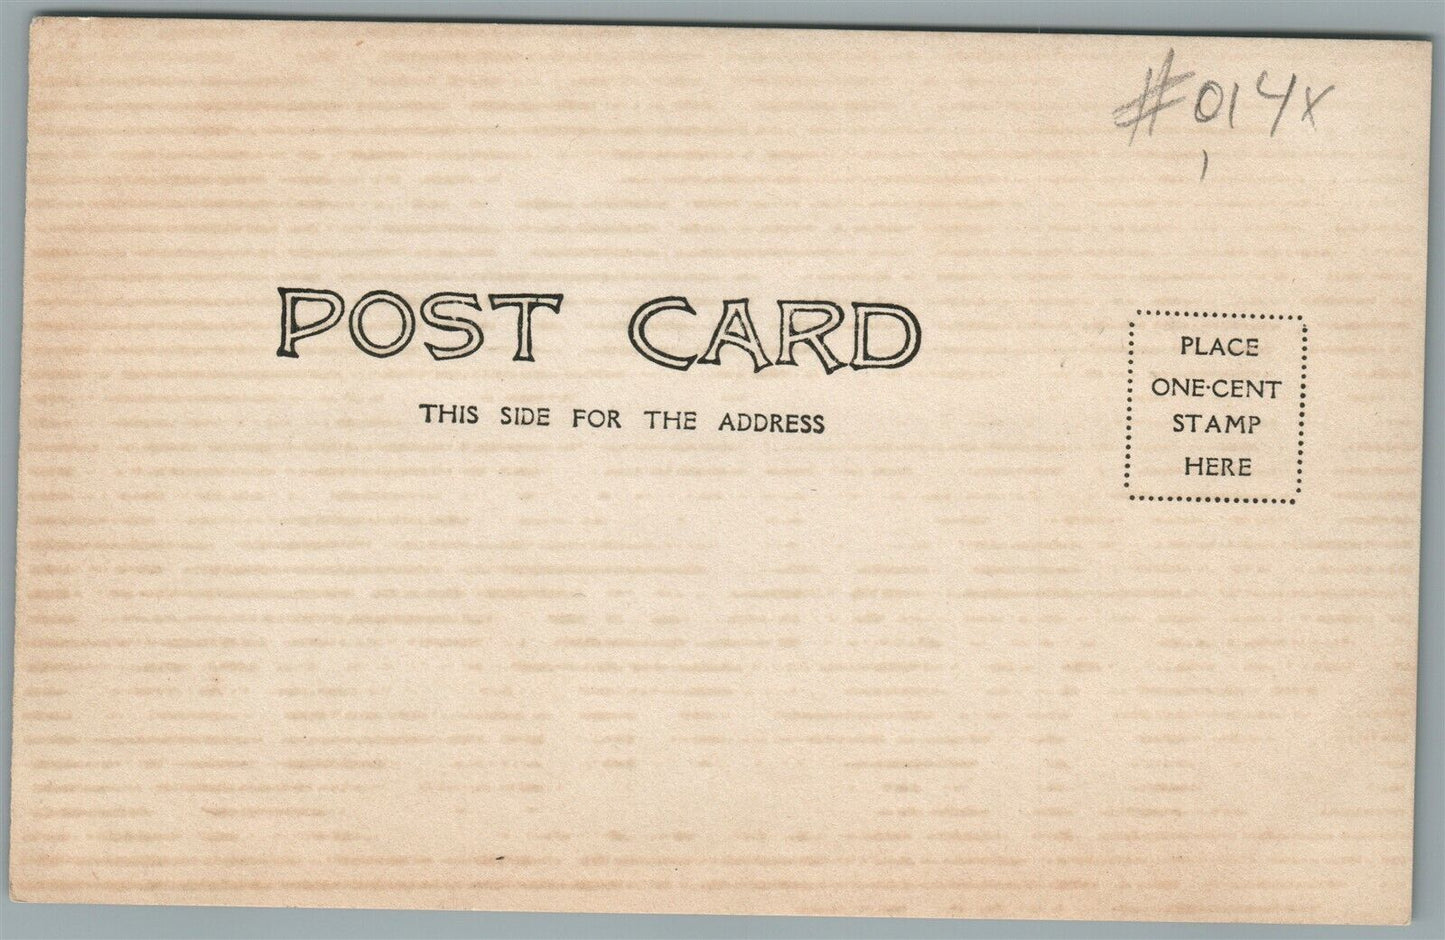 #014x
POST CARD
THIS SIDE FOR THE ADDRESS
PLACE
ONE·CENT
STAMP
HERE